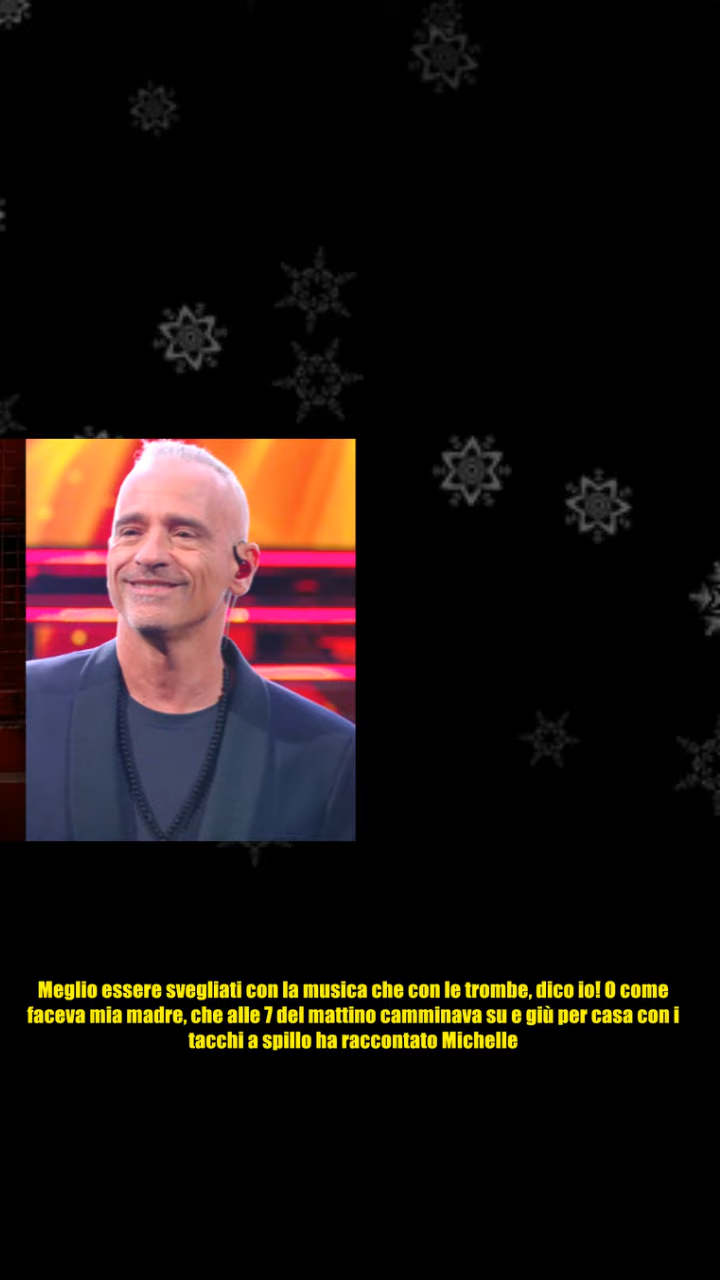 Meglio essere svegliati con la musica che con le trombe, dico io! O come
faceva mia madre, che alle 7 del mattino camminava su e giù per casa con i
tacchi a spillo ha raccontato Michelle